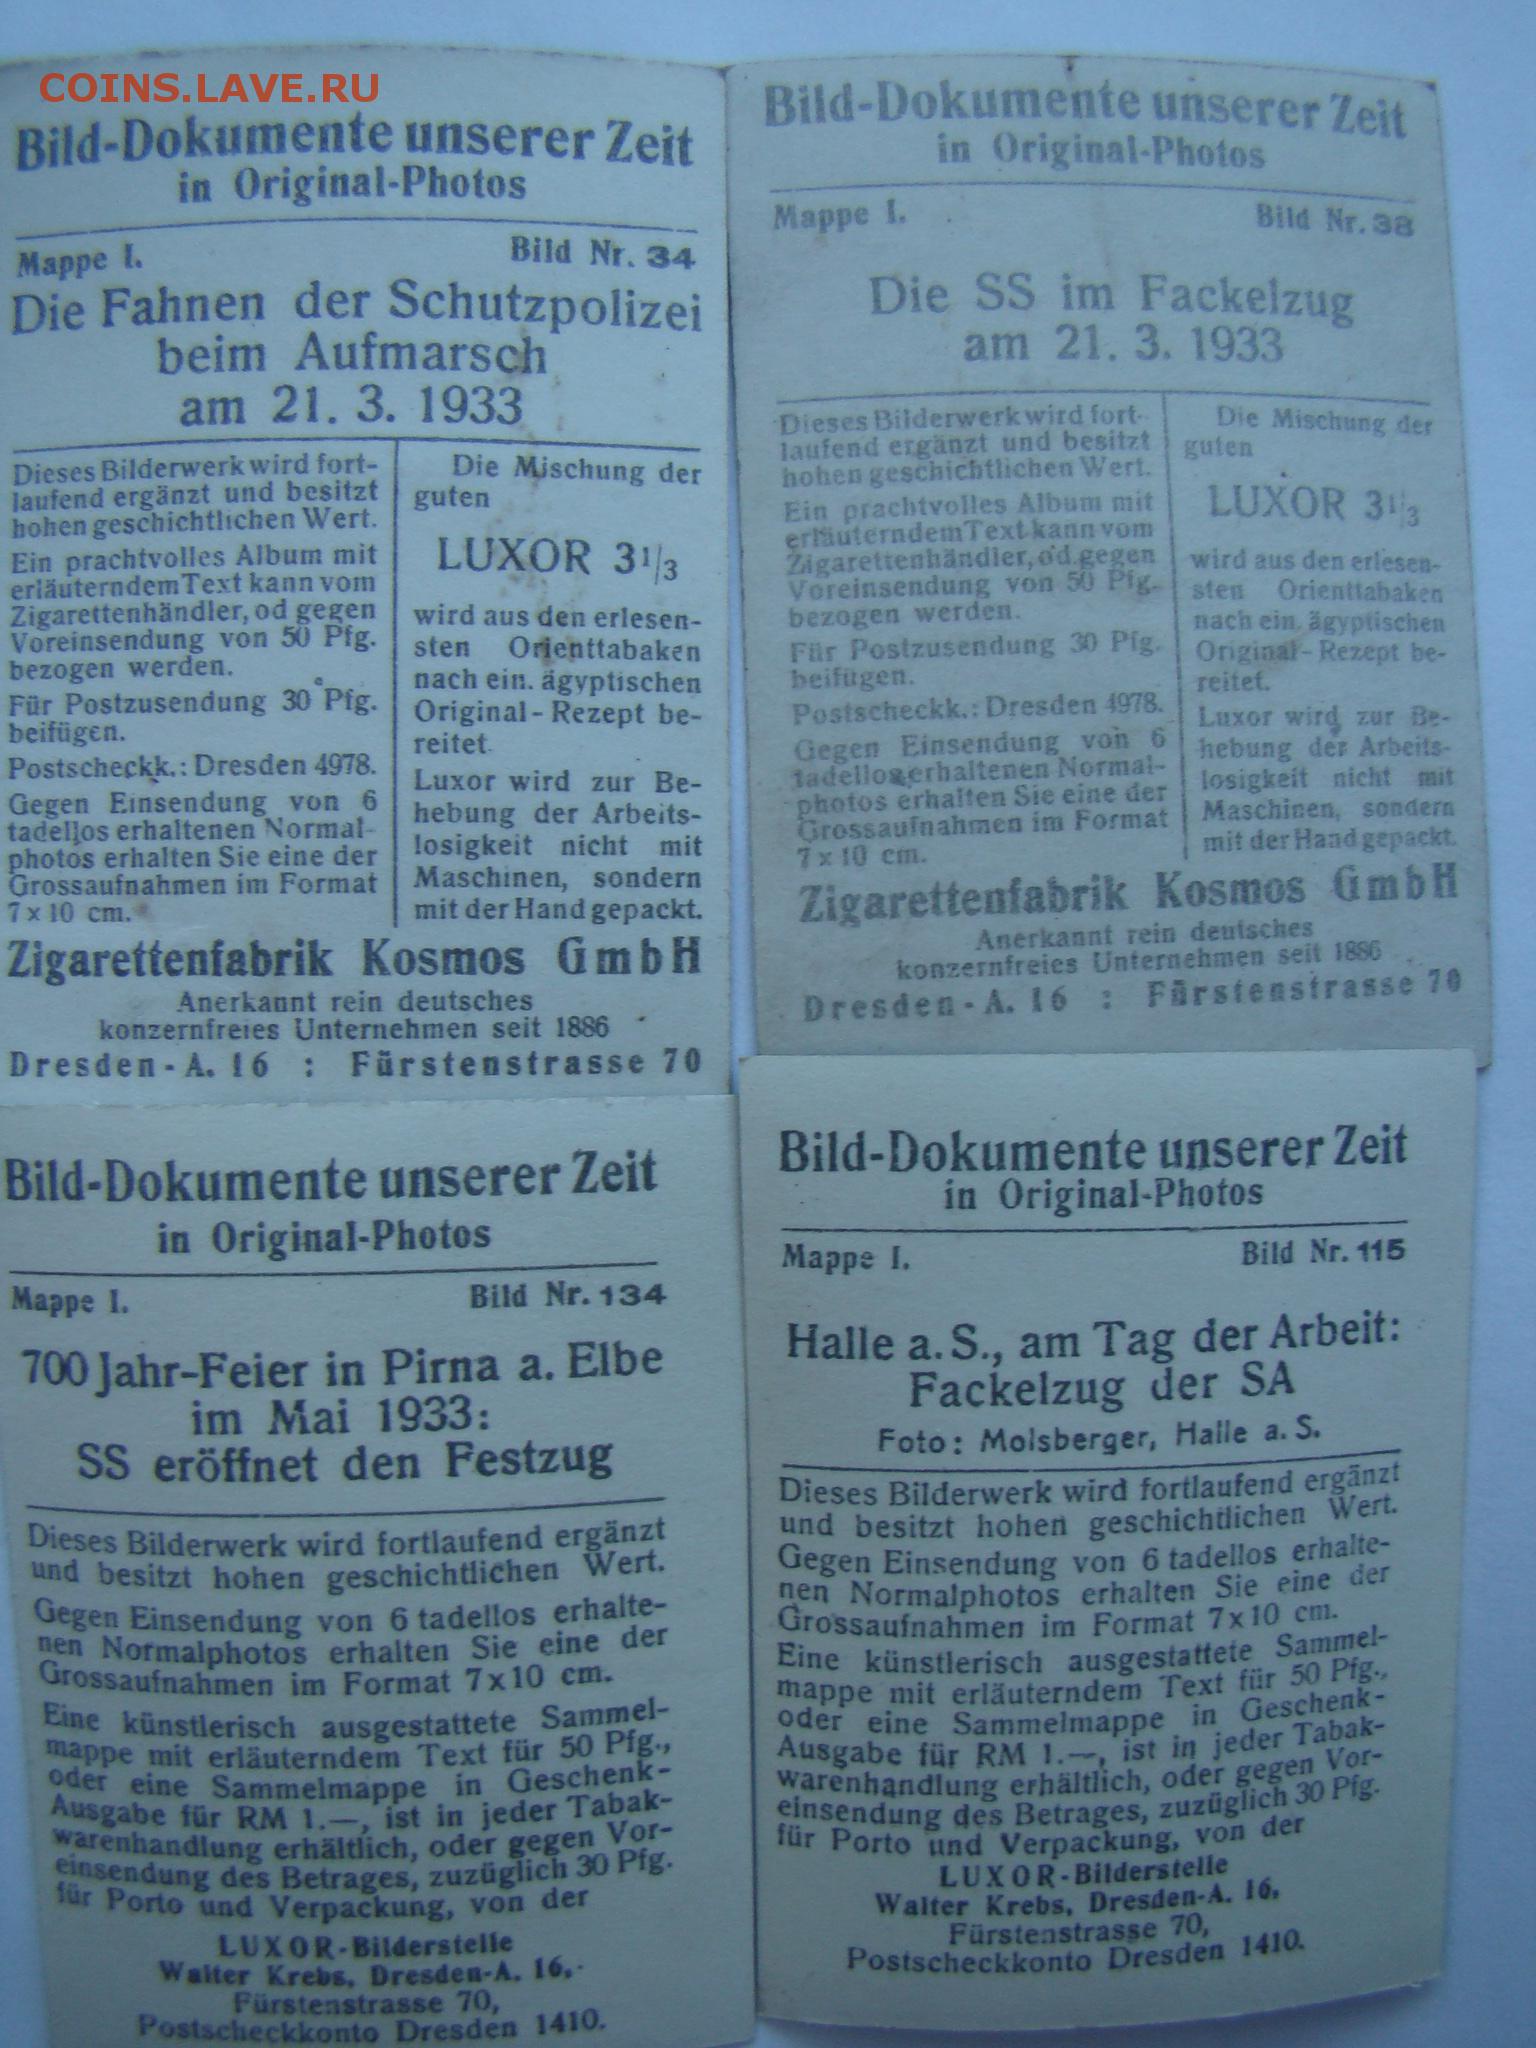 COINS.LAVE.RU
Bild-Dokumente unserer Zeit
in Original-Photos
Mappe I. Bild Nr. 34
Die Fahnen der Schutzpolizei
beim Aufmarsch
am 21. 3. 1933
Dieses Bilderwerk wird fort-
laufend ergänzt und besitzt
hohen geschichtlichen Wert.
Ein prachtvolles Album mit
erläuterndem Text kann vom
Zigarettenhändler, od gegen
Voreinsendung von 50 Pfg.
bezogen werden.
Für Postzusendung 30 Pfg.
beifügen.
Postscheckk.: Dresden 4978.
Gegen Einsendung von 6
tadellos erhaltenen Normal-
photos erhalten Sie eine der
Grossaufnahmen im Format
7 x 10 cm.
Die Mischung der
guten
LUXOR 3 1/3
wird aus den erlesen-
sten Orienttabaken
nach ein. ägyptischen
Original-Rezept be-
reitet.
Luxor wird zur Be-
hebung der Arbeits-
losigkeit nicht mit
Maschinen, sondern
mit der Hand gepackt.
Zigarettenfabrik Kosmos GmbH
Anerkannt rein deutsches
konzernfreies Unternehmen seit 1886
Dresden-A. 16 : Fürstenstrasse 70
Bild-Dokumente unserer Zeit
in Original-Photos
Mappe I. Bild Nr. 38
Die SS im Fackelzug
am 21. 3. 1933
Dieses Bilderwerk wird fort-
laufend ergänzt und besitzt
hohen geschichtlichen Wert.
Ein prachtvolles Album mit
erläuterndem Text kann vom
Zigarettenhändler, od. gegen
Voreinsendung von 50 Pfg.
bezogen werden.
Für Postzusendung 30 Pfg.
beifügen.
Postscheckk.: Dresden 4978.
Gegen Einsendung von 6
tadellos erhaltenen Normal-
photos erhalten Sie eine der
Grossaufnahmen im Format
7 x 10 cm.
Die Mischung der
guten
LUXOR 3 1/3
wird aus den erlesen-
sten Orienttabaken
nach ein. ägyptischen
Original-Rezept be-
reitet.
Luxor wird zur Be-
hebung der Arbeits-
losigkeit nicht mit
Maschinen, sondern
mit der Hand gepackt.
Zigarettenfabrik Kosmos GmbH
Anerkannt rein deutsches
konzernfreies Unternehmen seit 1886
Dresden-A. 16 : Fürstenstrasse 70
Bild-Dokumente unserer Zeit
in Original-Photos
Mappe I. Bild Nr. 134
700 Jahr-Feier in Pirna a. Elbe
im Mai 1933:
SS eröffnet den Festzug
Dieses Bilderwerk wird fortlaufend ergänzt
und besitzt hohen geschichtlichen Wert.
Gegen Einsendung von 6 tadellos erhalte-
nen Normalphotos erhalten Sie eine der
Grossaufnahmen im Format 7 x 10 cm.
Eine künstlerisch ausgestattete Sammel-
mappe mit erläuterndem Text für 50 Pfg.,
oder eine Sammelmappe in Geschenk-
Ausgabe für RM 1.—, ist in jeder Tabak-
warenhandlung erhältlich, oder gegen Vor-
einsendung des Betrages, zuzüglich 30 Pfg.
für Porto und Verpackung, von der
LUXOR-Bilderstelle
Walter Krebs, Dresden-A. 16,
Fürstenstrasse 70,
Postscheckkonto Dresden 1410.
Bild-Dokumente unserer Zeit
in Original-Photos
Mappe I. Bild Nr. 115
Halle a. S., am Tag der Arbeit:
Fackelzug der SA
Foto: Molsberger, Halle a. S.
Dieses Bilderwerk wird fortlaufend ergänzt
und besitzt hohen geschichtlichen Wert.
Gegen Einsendung von 6 tadellos erhalte-
nen Normalphotos erhalten Sie eine der
Grossaufnahmen im Format 7 x 10 cm.
Eine künstlerisch ausgestattete Sammel-
mappe mit erläuterndem Text für 50 Pfg.,
oder eine Sammelmappe in Geschenk-
Ausgabe für RM 1.—, ist in jeder Tabak-
warenhandlung erhältlich, oder gegen Vor-
einsendung des Betrages, zuzüglich 30 Pfg.
für Porto und Verpackung, von der
LUXOR-Bilderstelle
Walter Krebs, Dresden-A. 16,
Fürstenstrasse 70,
Postscheckkonto Dresden 1410.